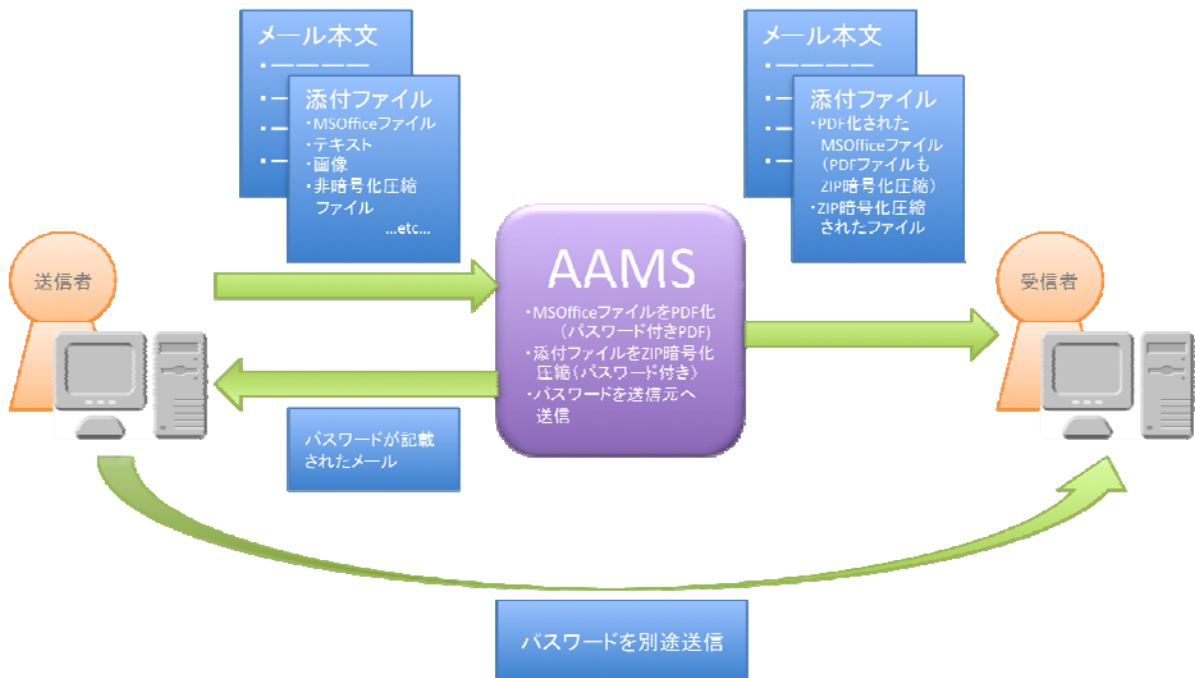 メール本文
・――――
・―
・―
・―
添付ファイル
・MSOfficeファイル
・テキスト
・画像
・非暗号化圧縮
ファイル
...etc...
メール本文
・――――
・―
・―
・―
添付ファイル
・PDF化された
MSOfficeファイル
（PDFファイルも
ZIP暗号化圧縮）
・ZIP暗号化圧縮
されたファイル
送信者
AAMS
・MSOfficeファイルをPDF化
（パスワード付きPDF)
・添付ファイルをZIP暗号化
圧縮（パスワード付き）
・パスワードを送信元へ
送信
受信者
パスワードが記載
されたメール
パスワードを別途送信